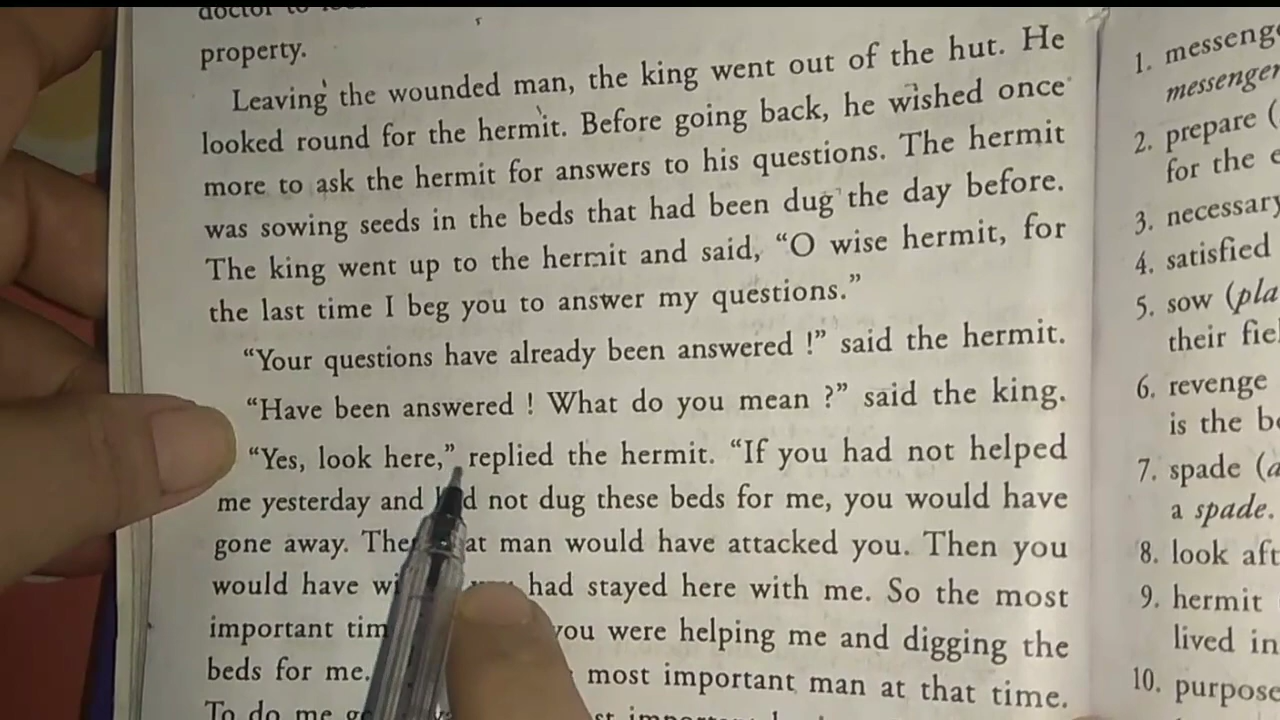 property.
Leaving the wounded man, the king went out of the hut. He
looked round for the hermit. Before going back, he wished once
more to ask the hermit for answers to his questions. The hermit
was sowing seeds in the beds that had been dug the day before.
The king went up to the hermit and said, “O wise hermit, for
the last time I beg you to answer my questions.”
“Your questions have already been answered !” said the hermit.
“Have been answered ! What do you mean ?” said the king.
“Yes, look here,” replied the hermit. “If you had not helped
me yesterday and had not dug these beds for me, you would have
gone away. man would have attacked you. Then you
would have had stayed here with me. So the most
important you were helping me and digging the
beds for me. most important man at that time.
To do me
1. 
messenger
2. prepare (
for the
3. necessary
4. satisfied
5. sow (
their
6. revenge
is the
7. spade (
a spade.
8. look
9. hermit
lived in
10. purpose